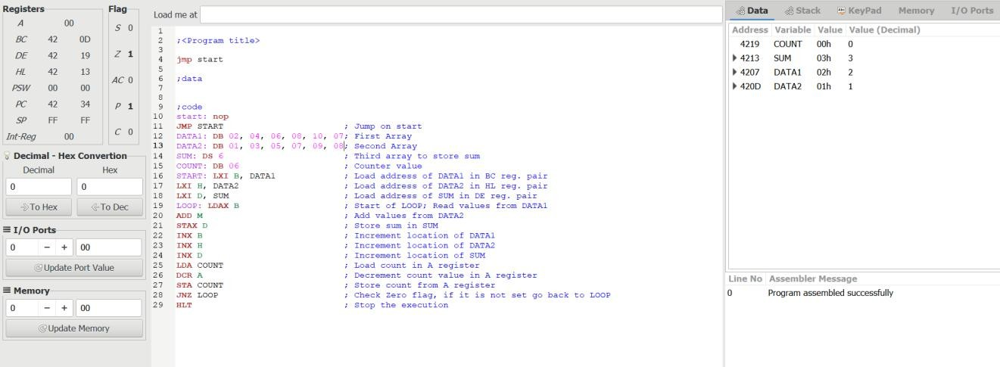 Registers
A 00
BC 42 0D
DE 42 19
HL 42 13
PSW 00 00
PC 42 34
SP FF FF
Int-Reg 00
Flag
S 0
Z 1
AC 0
P 1
C 0
Decimal - Hex Convertion
Decimal Hex
0 0
To Hex To Dec
I/O Ports
0 − + 00
Update Port Value
Memory
0 − + 00
Update Memory
Load me at
1
2 ;<Program title>
3
4 jmp start
5
6 ;data
7
8
9 ;code
10 start: nop
11 JMP START ; Jump on start
12 DATA1: DB 02, 04, 06, 08, 10, 07; First Array
13 DATA2: DB 01, 03, 05, 07, 09, 08; Second Array
14 SUM: DS 6 ; Third array to store sum
15 COUNT: DB 06 ; Counter value
16 START: LXI B, DATA1 ; Load address of DATA1 in BC reg. pair
17 LXI H, DATA2 ; Load address of DATA2 in HL reg. pair
18 LXI D, SUM ; Load address of SUM in DE reg. pair
19 LOOP: LDAX B ; Start of LOOP; Read values from DATA1
20 ADD M ; Add values from DATA2
21 STAX D ; Store sum in SUM
22 INX B ; Increment location of DATA1
23 INX H ; Increment location of DATA2
24 INX D ; Increment location of SUM
25 LDA COUNT ; Load count in A register
26 DCR A ; Decrement count value in A register
27 STA COUNT ; Store count from A register
28 JNZ LOOP ; Check Zero flag, if it is not set go back to LOOP
29 HLT ; Stop the execution
Data Stack KeyPad Memory I/O Ports
Address Variable Value Value (Decimal)
4219 COUNT 00h 0
4213 SUM 03h 3
4207 DATA1 02h 2
420D DATA2 01h 1
Line No Assembler Message
0 Program assembled successfully